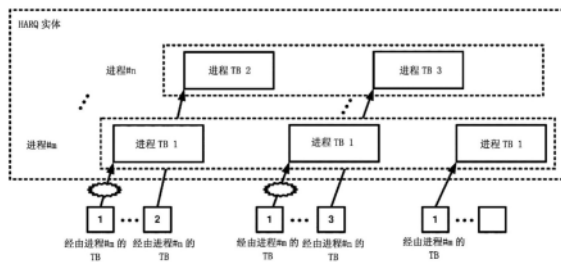 HARQ 实体
进程#n
进程 TB 2
进程 TB 3
进程#m
进程 TB 1
进程 TB 1
进程 TB 1
1
2
1
3
1
经由进程#m 的 TB
经由进程#n 的 TB
经由进程#m 的 TB
经由进程#n 的 TB
经由进程#m 的 TB